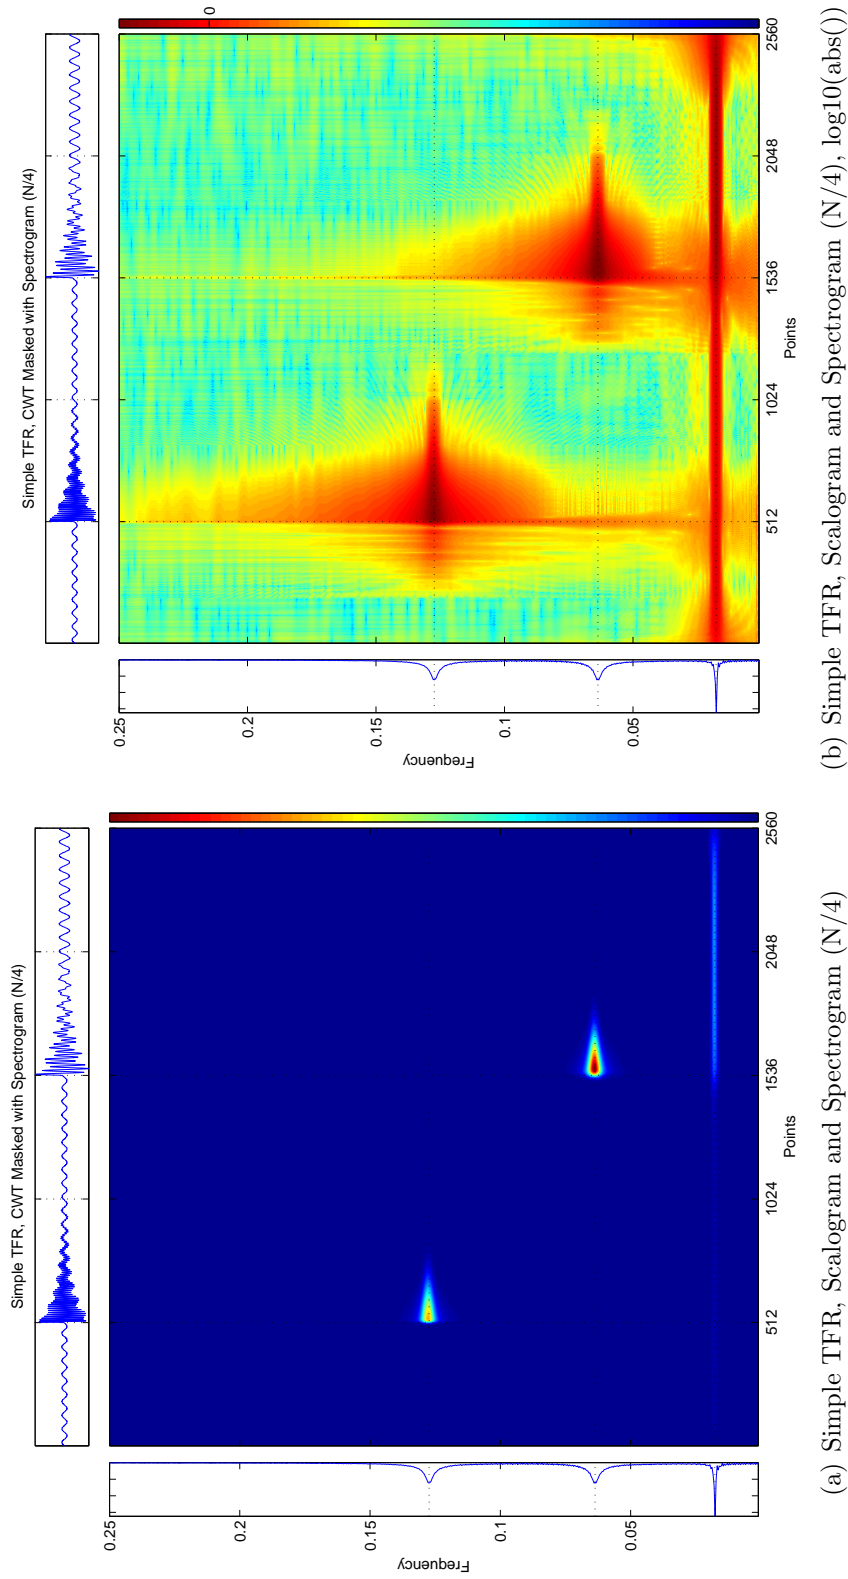 Simple TFR, CWT Masked with Spectrogram (N/4)
0.25
0.2
0.15
0.1
0.05
Frequency
512
1024
1536
2048
2560
Points
(a) Simple TFR, Scalogram and Spectrogram (N/4)
Simple TFR, CWT Masked with Spectrogram (N/4)
0
0.25
0.2
0.15
0.1
0.05
Frequency
512
1024
1536
2048
2560
Points
(b) Simple TFR, Scalogram and Spectrogram (N/4), log10(abs())